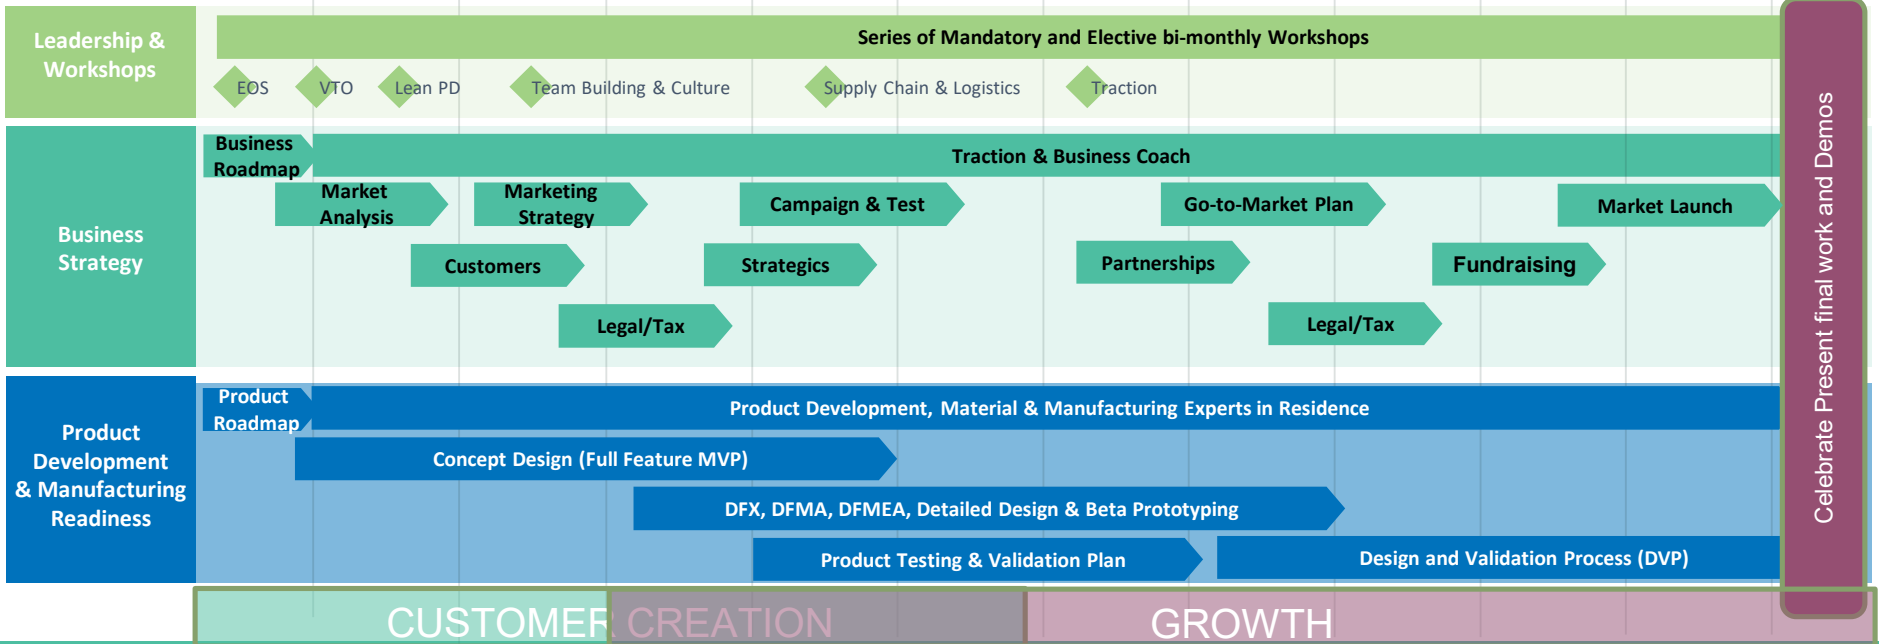 Leadership &
Workshops
Series of Mandatory and Elective bi-monthly Workshops
EOS
VTO
Lean PD
Team Building & Culture
Supply Chain & Logistics
Traction
Business
Strategy
Business
Roadmap
Traction & Business Coach
Market
Analysis
Marketing
Strategy
Campaign & Test
Go-to-Market Plan
Market Launch
Customers
Strategics
Partnerships
Fundraising
Legal/Tax
Legal/Tax
Product
Development
& Manufacturing
Readiness
Product
Roadmap
Product Development, Material & Manufacturing Experts in Residence
Concept Design (Full Feature MVP)
DFX, DFMA, DFMEA, Detailed Design & Beta Prototyping
Product Testing & Validation Plan
Design and Validation Process (DVP)
Celebrate Present final work and Demos
CUSTOMER CREATION
GROWTH